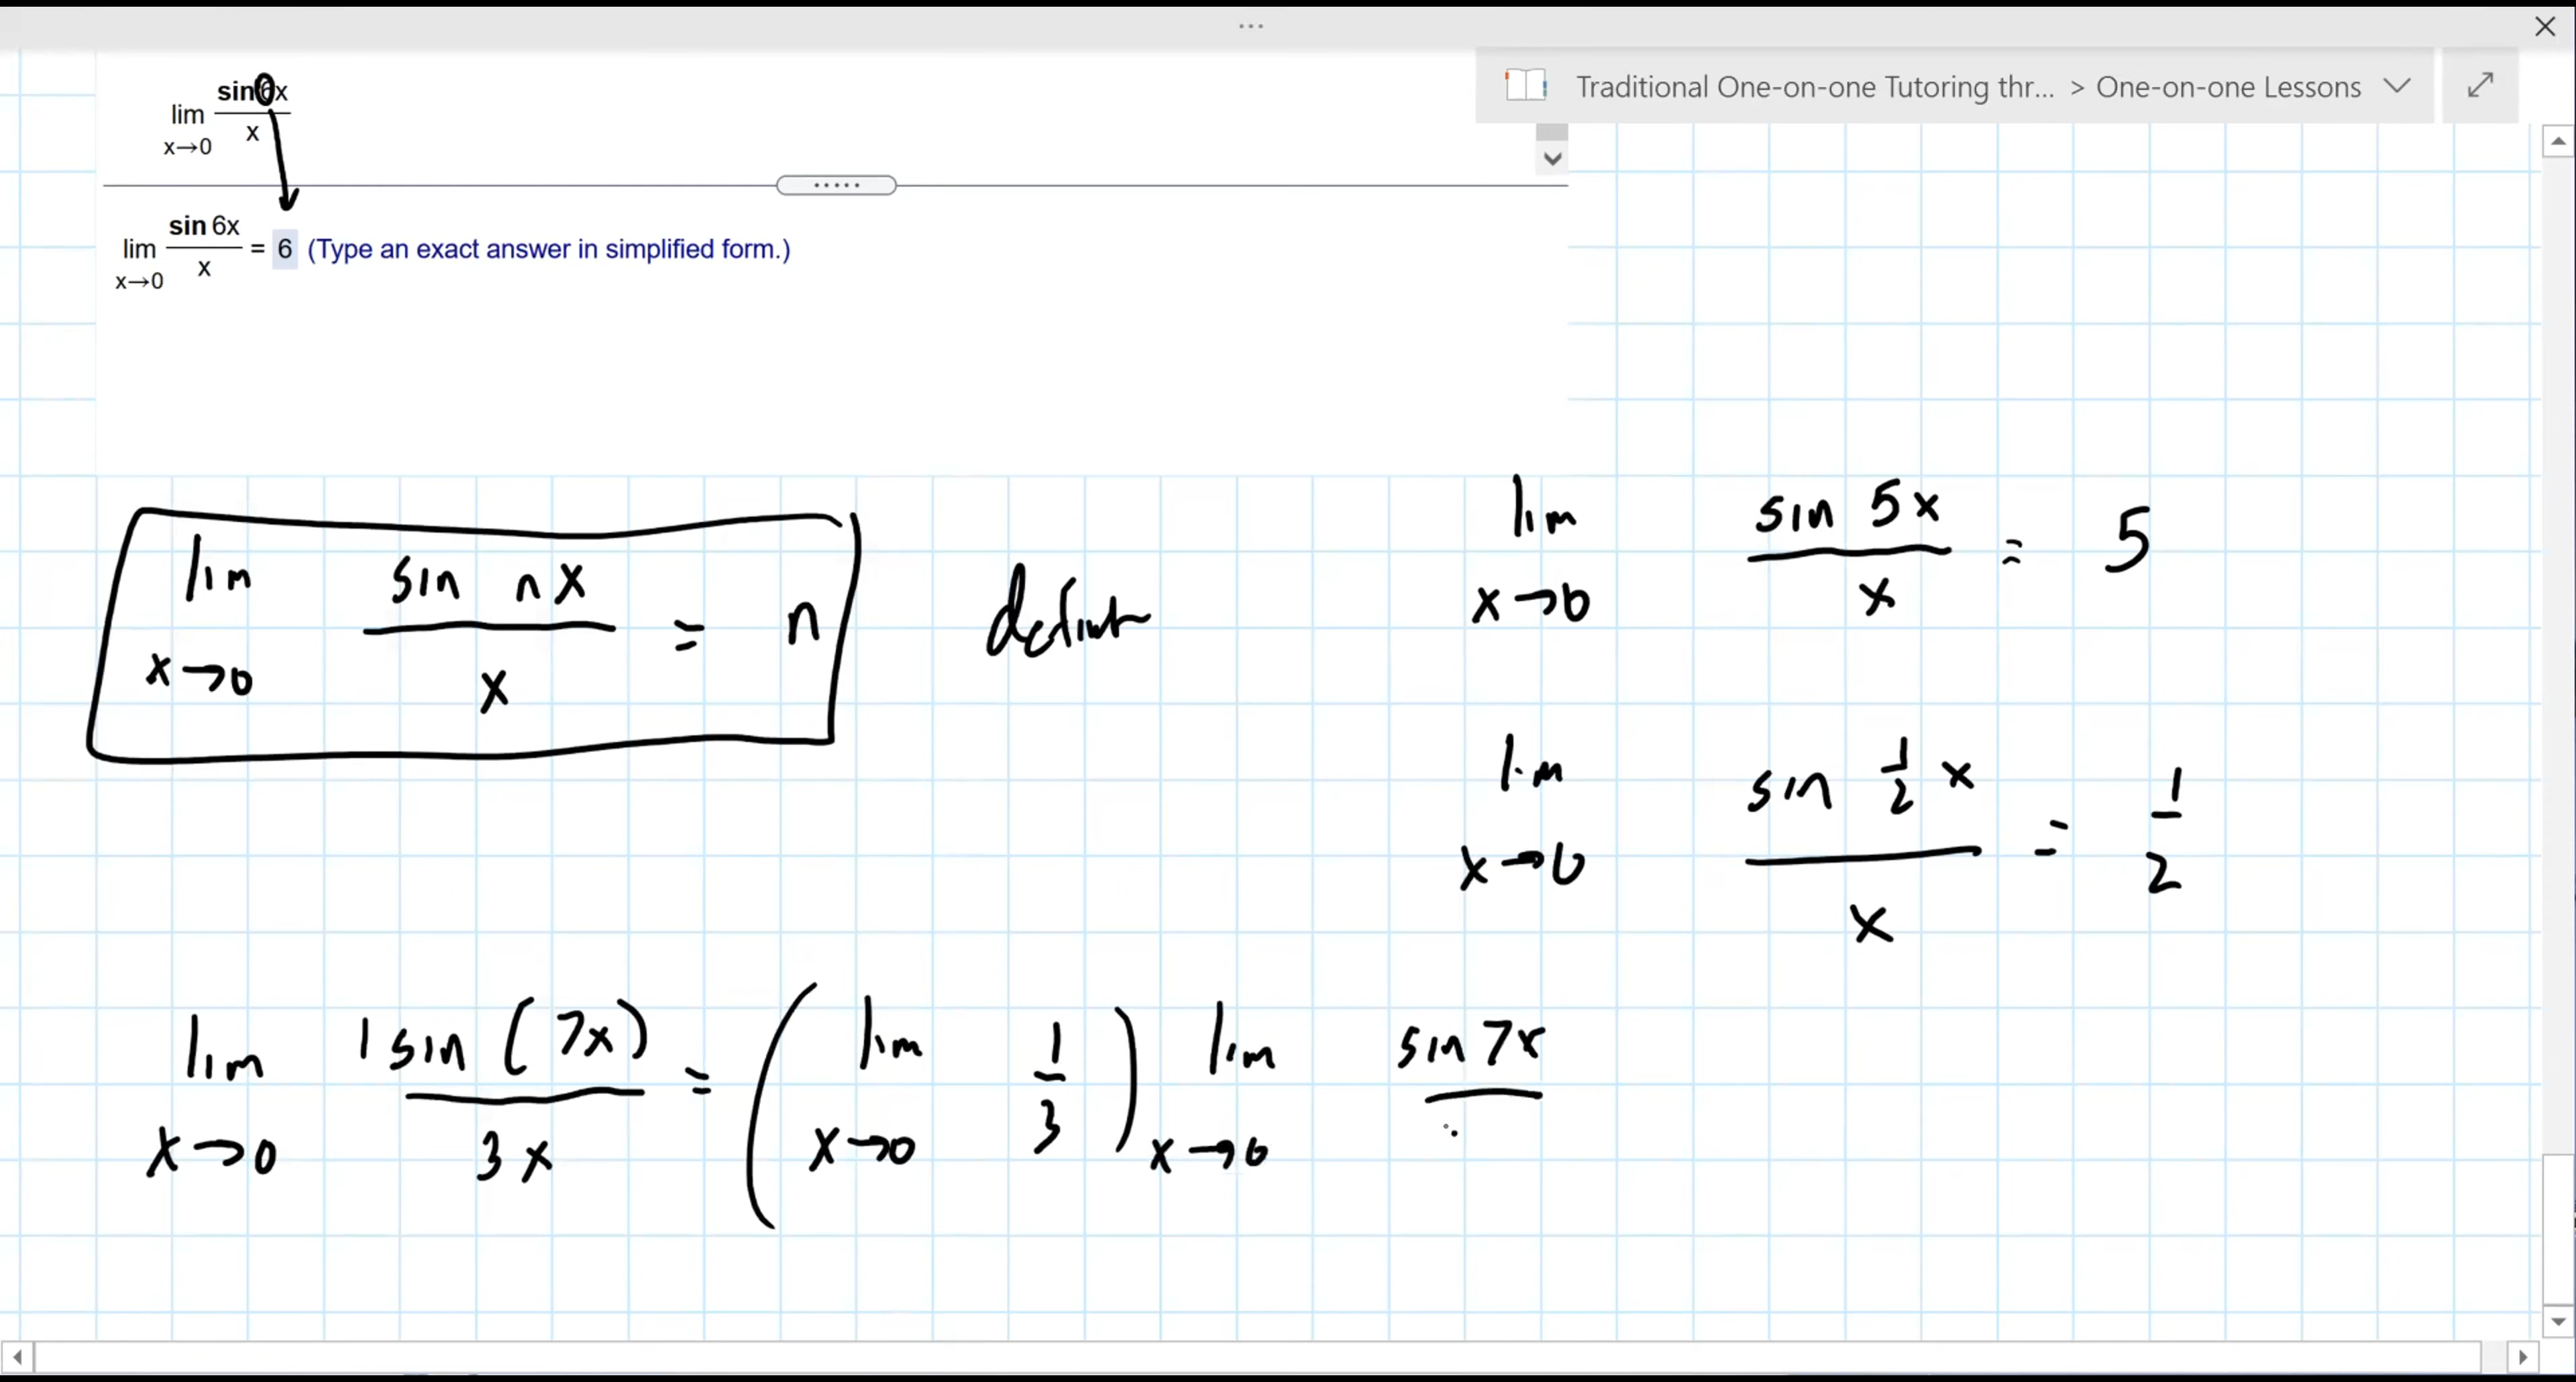 Traditional One-on-one Tutoring thr... > One-on-one Lessons
lim x→0 sin 6x / x
lim x→0 sin 6x / x = 6 (Type an exact answer in simplified form.)
lim x→0 sin nx / x = n
lim x→0 sin 5x / x = 5
lim x→0 sin 1/2 x / x = 1/2
lim x→0 1 sin (7x) / 3x = ( lim x→0 1/3 ) lim x→0 sin 7x